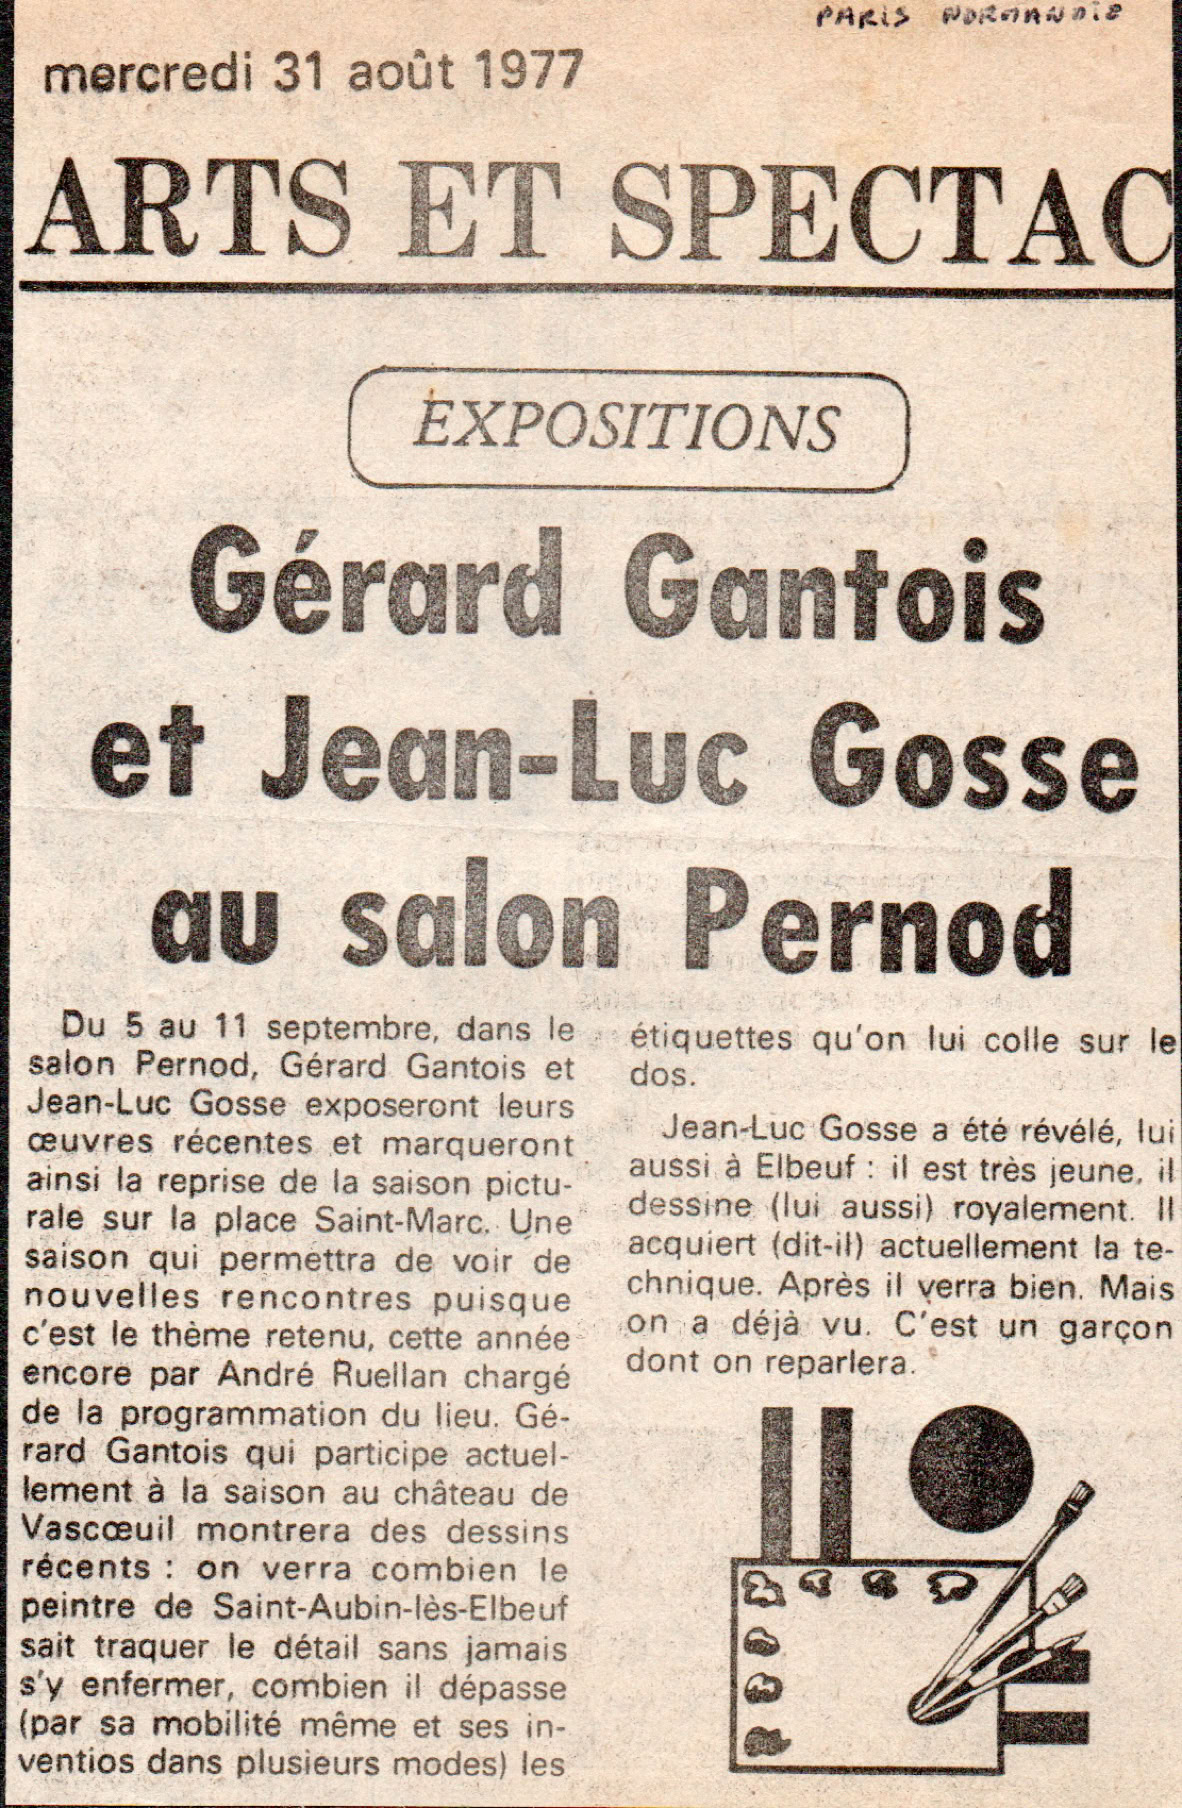 PARIS NORMANDIE
mercredi 31 août 1977
ARTS ET SPECTAC
EXPOSITIONS
Gérard Gantois
et Jean-Luc Gosse
au salon Pernod
Du 5 au 11 septembre, dans le
salon Pernod, Gérard Gantois et
Jean-Luc Gosse exposeront leurs
œuvres récentes et marqueront
ainsi la reprise de la saison pictu-
rale sur la place Saint-Marc. Une
saison qui permettra de voir de
nouvelles rencontres puisque
c'est le thème retenu, cette année
encore par André Ruellan chargé
de la programmation du lieu. Gé-
rard Gantois qui participe actuel-
lement à la saison au château de
Vascœuil montrera des dessins
récents : on verra combien le
peintre de Saint-Aubin-lès-Elbeuf
sait traquer le détail sans jamais
s'y enfermer, combien il dépasse
(par sa mobilité même et ses in-
ventios dans plusieurs modes) les
étiquettes qu'on lui colle sur le
dos.
Jean-Luc Gosse a été révélé, lui
aussi à Elbeuf : il est très jeune, il
dessine (lui aussi) royalement. Il
acquiert (dit-il) actuellement la te-
chnique. Après il verra bien. Mais
on a déjà vu. C'est un garçon
dont on reparlera.